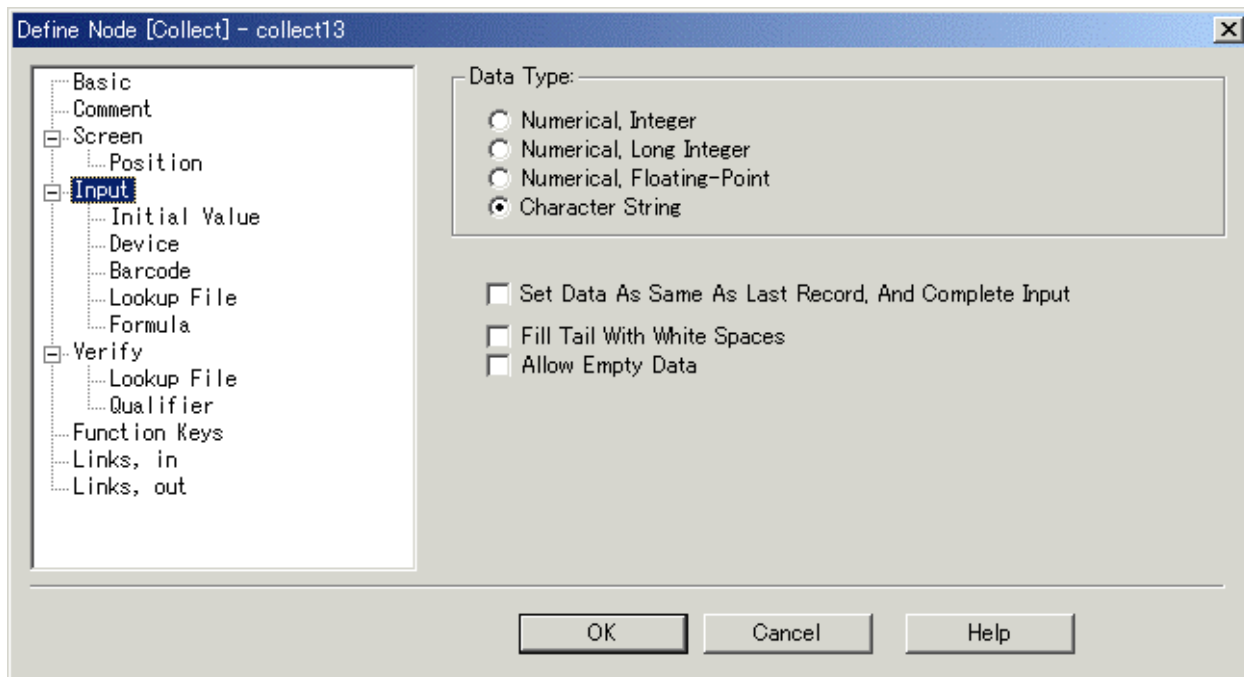 Define Node [Collect] - collect13
Basic
Comment
Screen
Position
Input
Initial Value
Device
Barcode
Lookup File
Formula
Verify
Lookup File
Qualifier
Function Keys
Links, in
Links, out
Data Type:
Numerical, Integer
Numerical, Long Integer
Numerical, Floating-Point
Character String
Set Data As Same As Last Record, And Complete Input
Fill Tail With White Spaces
Allow Empty Data
OK
Cancel
Help